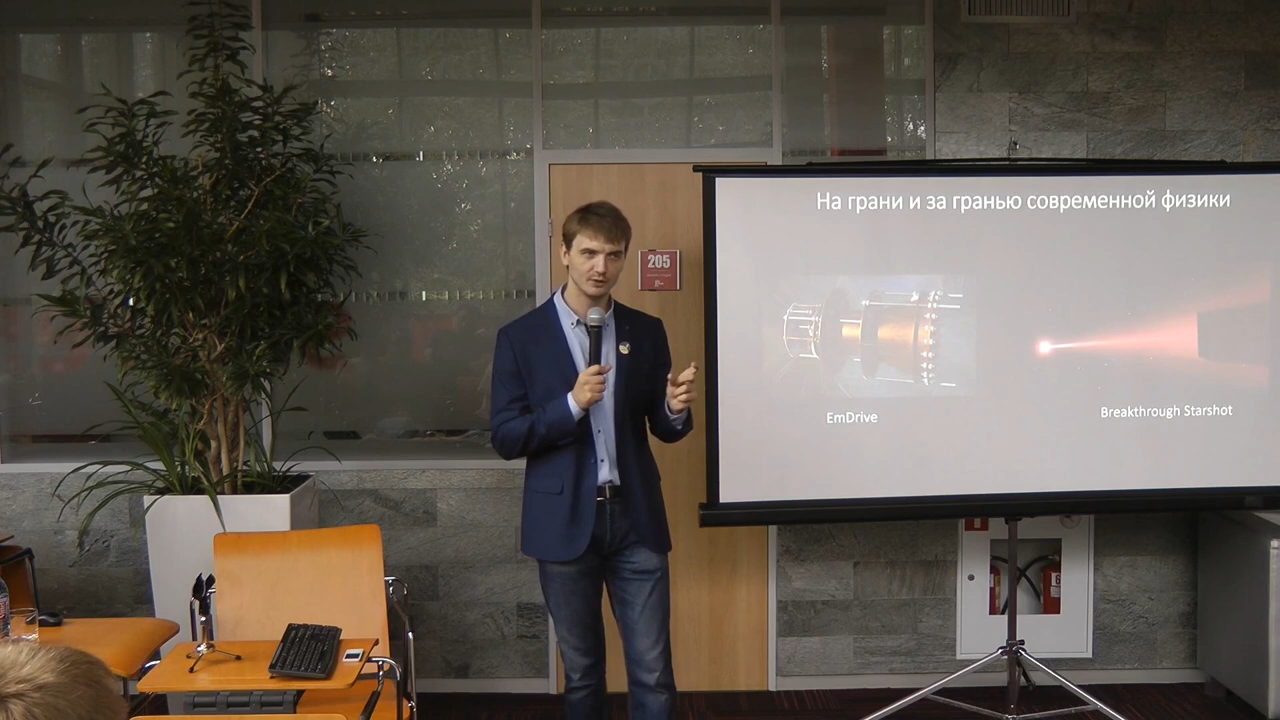 На грани и за гранью современной физики
205
EmDrive
Breakthrough Starshot